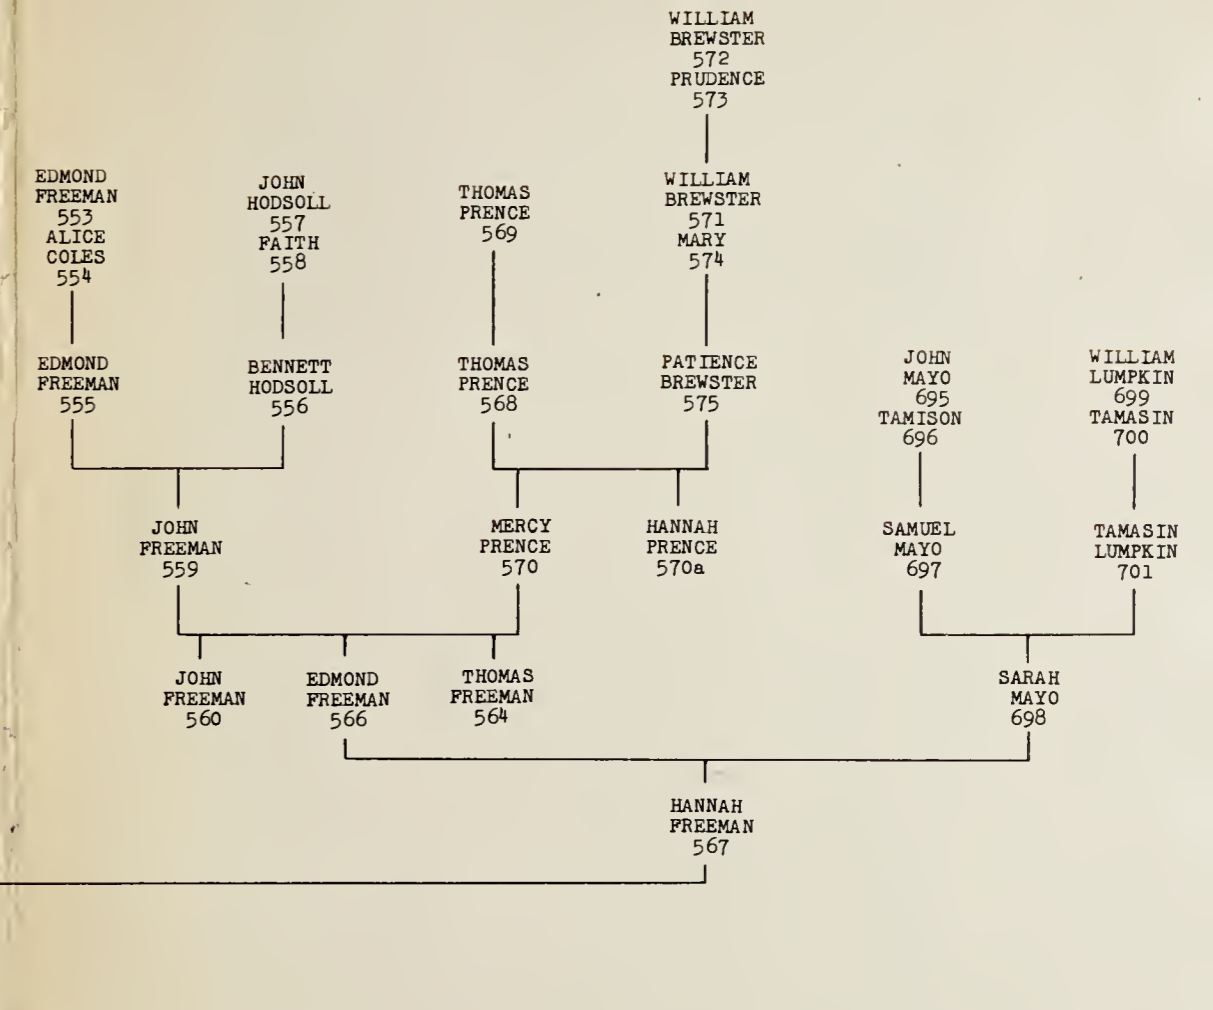 WILLIAM
BREWSTER
572
PRUDENCE
573
EDMOND
FREEMAN
553
ALICE
COLES
554
JOHN
HODSOLL
557
FAITH
558
THOMAS
PRENCE
569
WILLIAM
BREWSTER
571
MARY
574
EDMOND
FREEMAN
555
BENNETT
HODSOLL
556
THOMAS
PRENCE
568
PATIENCE
BREWSTER
575
JOHN
MAYO
695
TAMISON
696
WILLIAM
LUMPKIN
699
TAMASIN
700
JOHN
FREEMAN
559
MERCY
PRENCE
570
HANNAH
PRENCE
570a
SAMUEL
MAYO
697
TAMASIN
LUMPKIN
701
JOHN
FREEMAN
560
EDMOND
FREEMAN
566
THOMAS
FREEMAN
564
SARAH
MAYO
698
HANNAH
FREEMAN
567